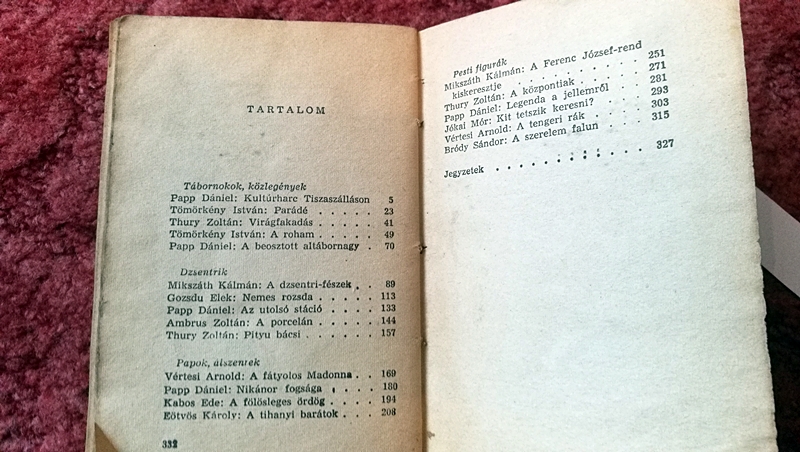 TARTALOM
Tábornokok, közlegények
Papp Dániel: Kultúrharc Tiszaszálláson 5
Tömörkény István: Parádé . . . . . 23
Thury Zoltán: Virágfakadás . . . . . 41
Tömörkény István: A roham . . . . . 49
Papp Dániel: A beosztott altábornagy . 70
Dzsentrik
Mikszáth Kálmán: A dzsentri-fészek . . 89
Gozsdu Elek: Nemes rozsda . . . . . 113
Papp Dániel: Az utolsó stáció . . . . 133
Ambrus Zoltán: A porcelán . . . . . 144
Thury Zoltán: Pityu bácsi . . . . . . 157
Papok, álszentek
Vértesi Arnold: A fátyolos Madonna . . 169
Papp Dániel: Nikánor fogsága . . . . 180
Kabos Ede: A fölösleges ördög . . . . 194
Eötvös Károly: A tihanyi barátok . . . 208
332
Pesti figurák
Mikszáth Kálmán: A Ferenc József-rend
kiskeresztje . . . . . . . . . 251
Thury Zoltán: A központiak . . . . . 271
Papp Dániel: Legenda a jellemről . . 281
Jókai Mór: Kit tetszik keresni? . . . . 293
Vértesi Arnold: A tengeri rák . . . . 303
Bródy Sándor: A szerelem falun . . . 315
Jegyzetek . . . . . . . . . . . 327